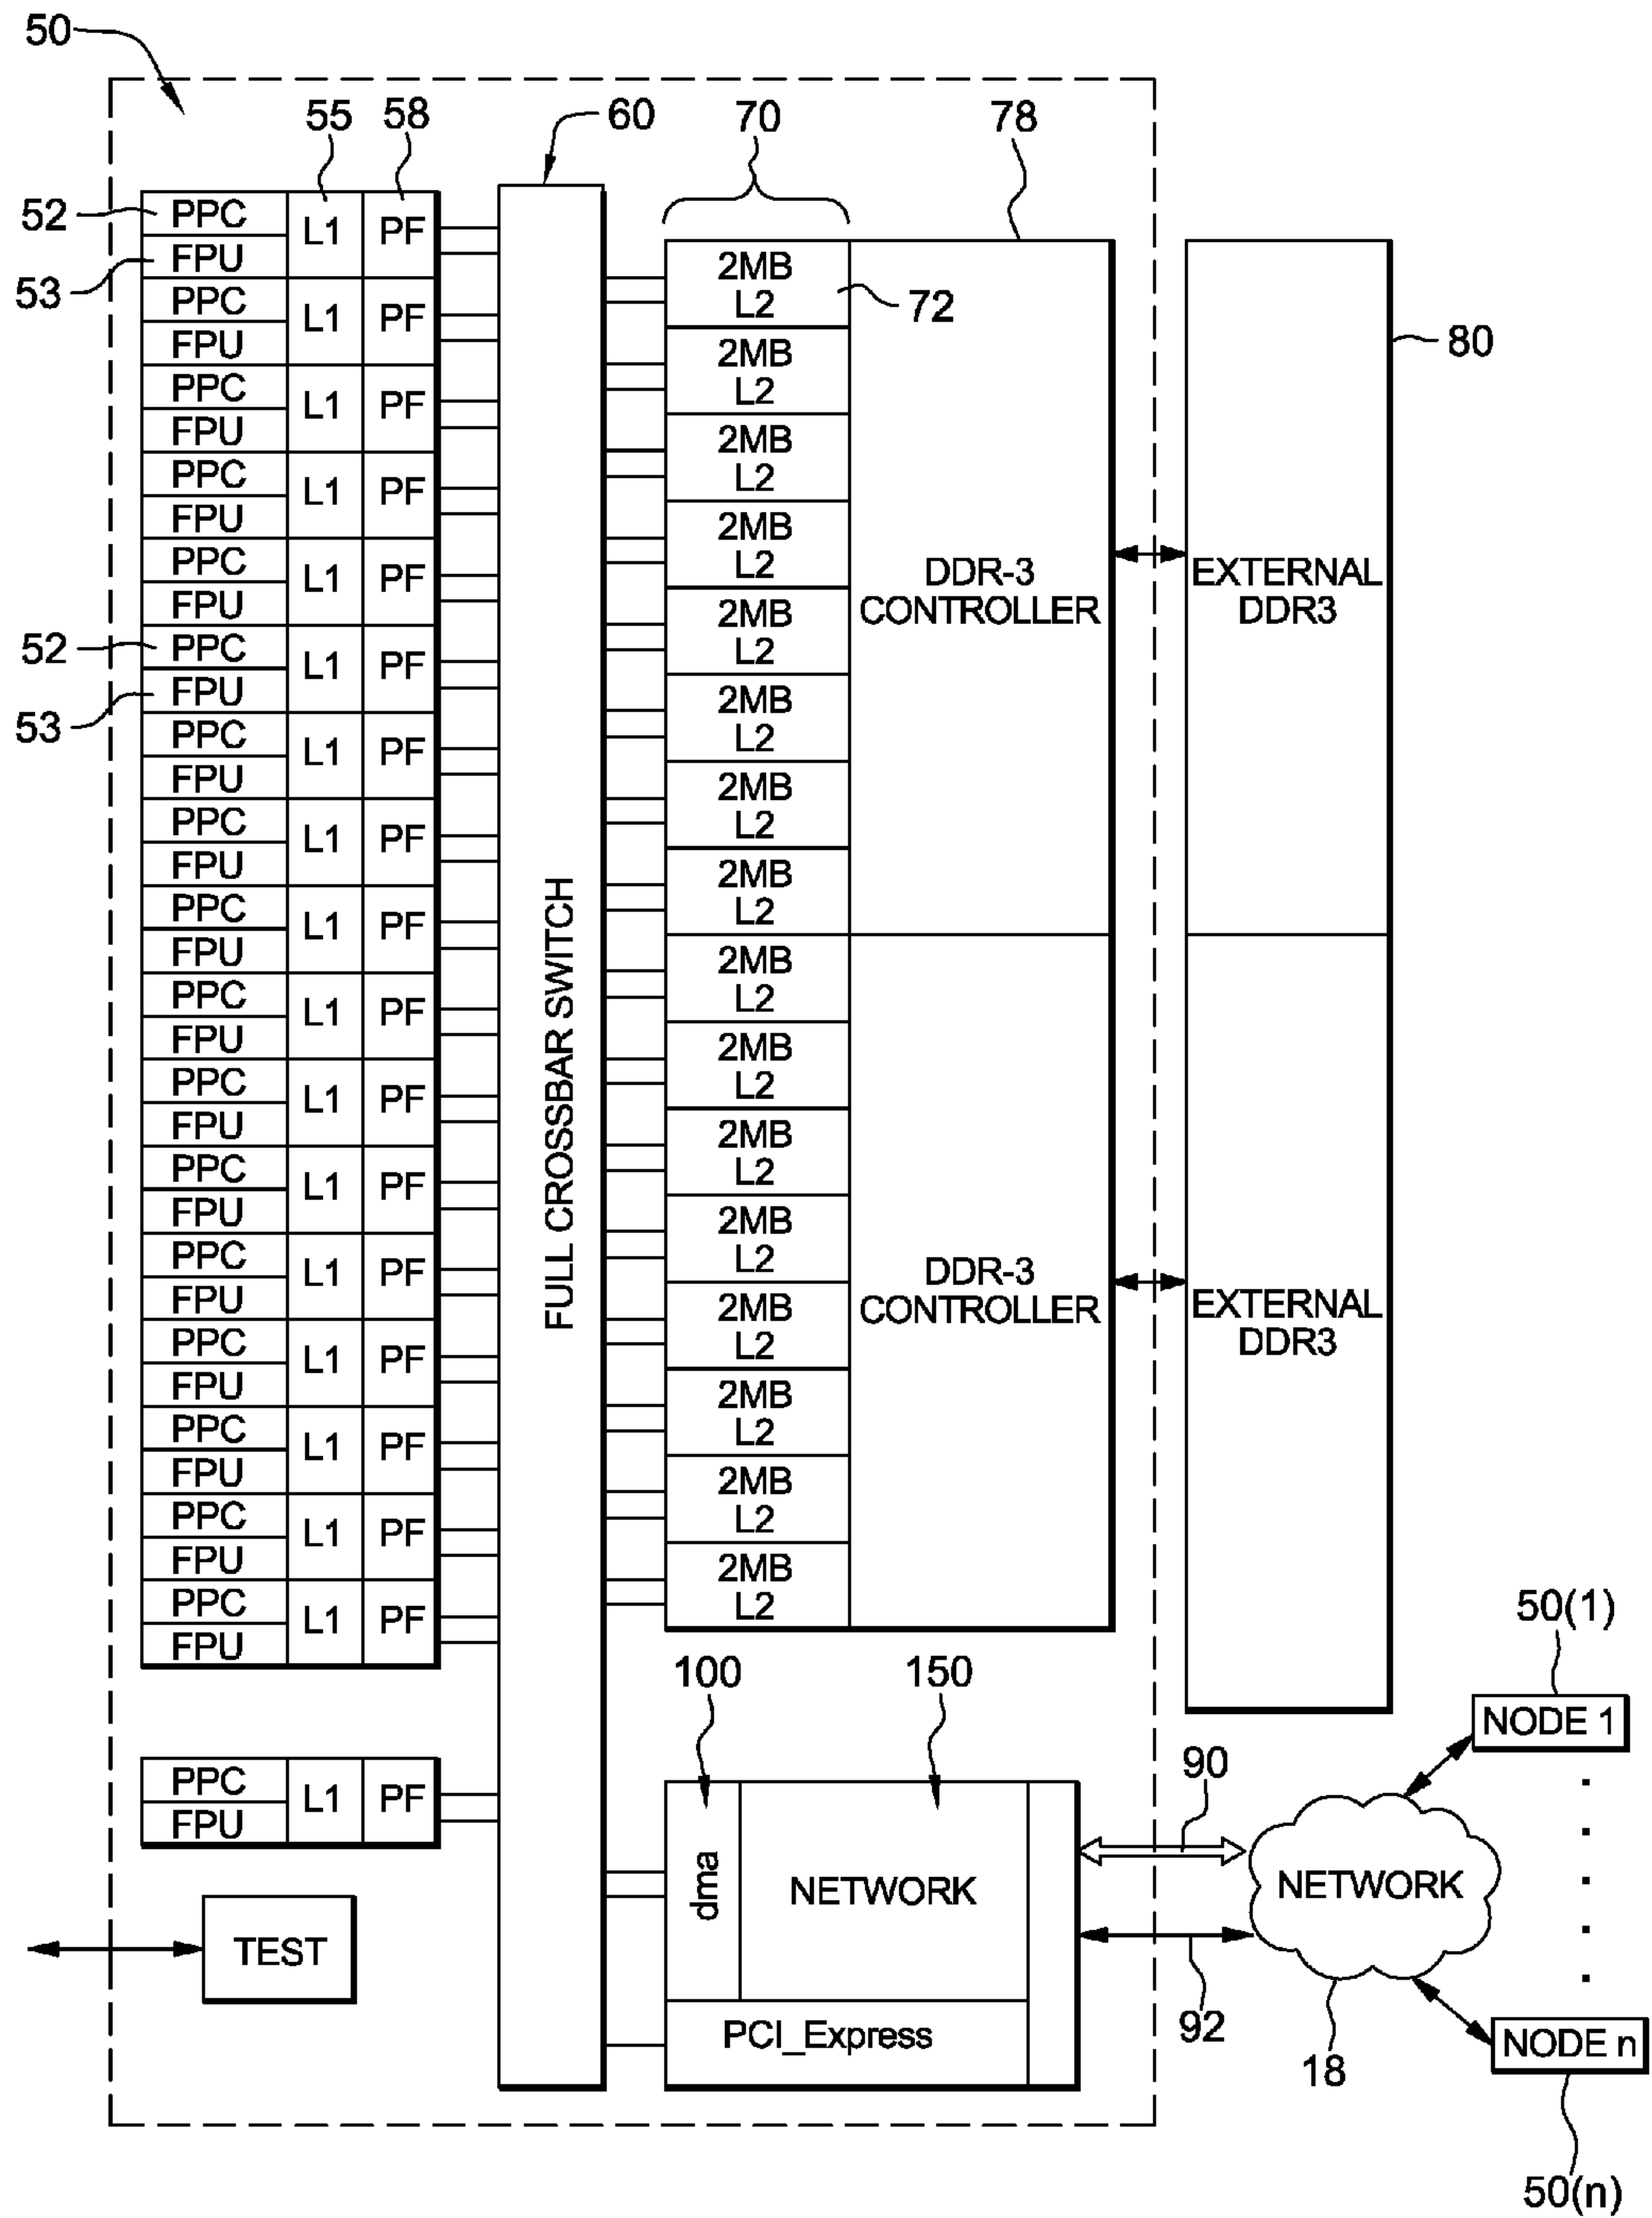 50
55
58
60
70
78
52
53
52
53
PPC
FPU
L1
PF
PPC
FPU
L1
PF
PPC
FPU
L1
PF
PPC
FPU
L1
PF
PPC
FPU
L1
PF
PPC
FPU
L1
PF
PPC
FPU
L1
PF
PPC
FPU
L1
PF
PPC
FPU
L1
PF
PPC
FPU
L1
PF
PPC
FPU
L1
PF
PPC
FPU
L1
PF
PPC
FPU
L1
PF
PPC
FPU
L1
PF
PPC
FPU
L1
PF
PPC
FPU
L1
PF
PPC
FPU
L1
PF
PPC
FPU
L1
PF
TEST
FULL CROSSBAR SWITCH
2MB
L2
72
2MB
L2
2MB
L2
2MB
L2
2MB
L2
2MB
L2
2MB
L2
2MB
L2
2MB
L2
2MB
L2
2MB
L2
2MB
L2
2MB
L2
2MB
L2
2MB
L2
2MB
L2
DDR-3
CONTROLLER
DDR-3
CONTROLLER
80
EXTERNAL
DDR3
EXTERNAL
DDR3
100
150
dma
NETWORK
PCI_Express
90
92
NETWORK
18
50(1)
NODE 1
NODE n
50(n)